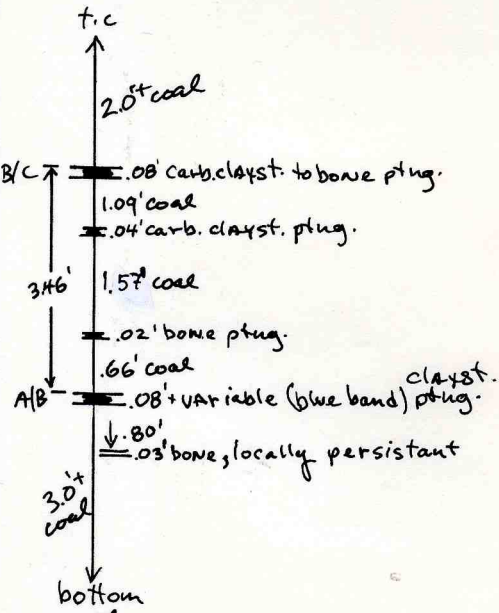 t.c
2.0'+ coal
B/C .08' carb. clayst. to bone ptng.
1.09' coal
.04' carb. clayst. ptng.
3.46' 1.57' coal
.02' bone ptng.
.66' coal
clayst.
A/B .08'+ variable (blue band) ptng.
.80'
.03' bone, locally persistant
3.0'+
coal
bottom